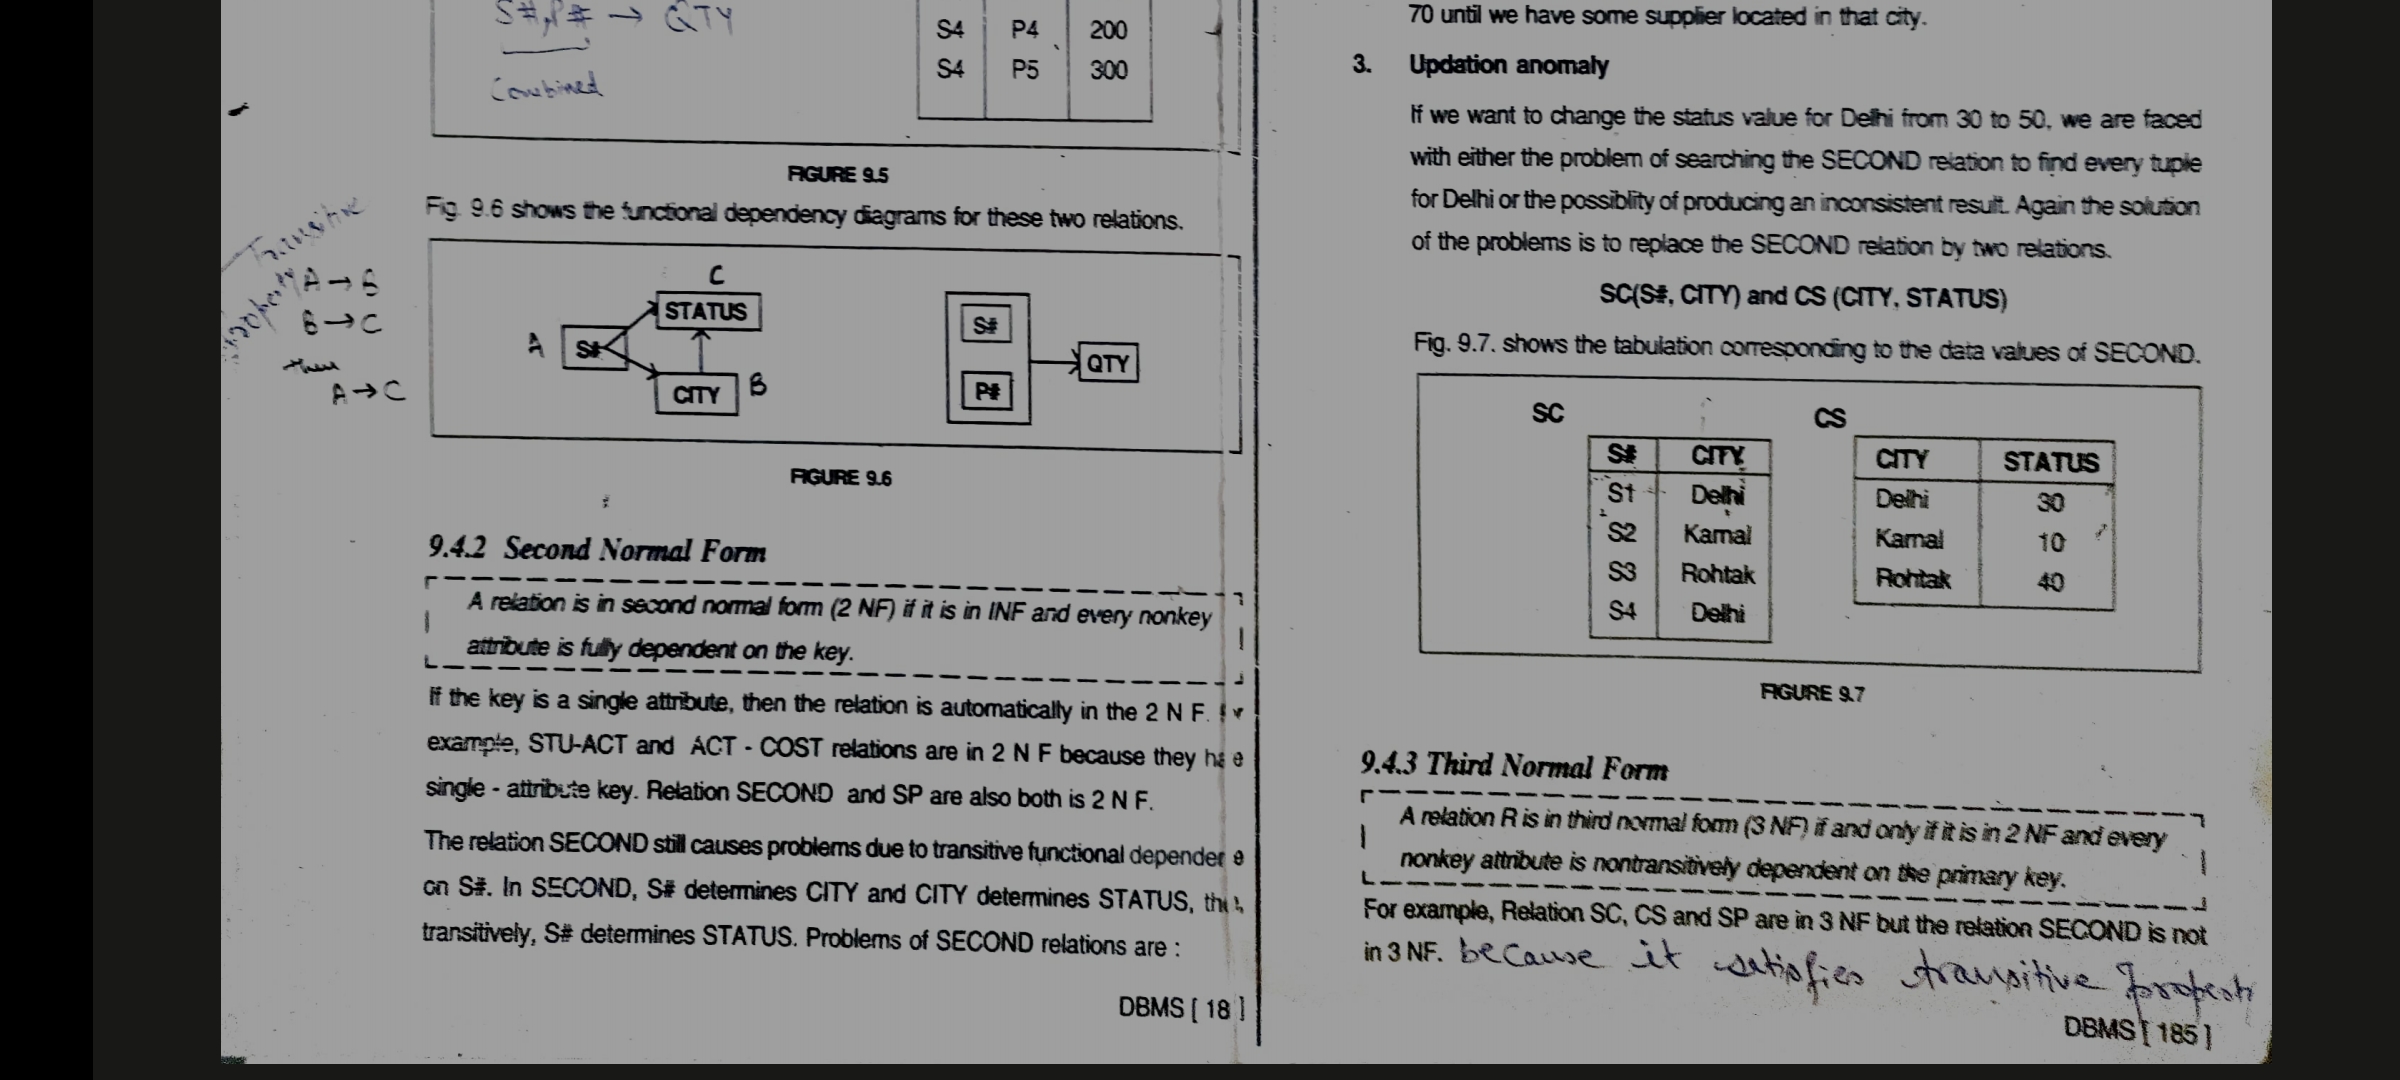 S#,P# → QTY
Combined
S4 P4 200
S4 P5 300
FIGURE 9.5
Fig. 9.6 shows the functional dependency diagrams for these two relations.
Transitive
A → B
B → C
then
A → C
C
STATUS
A
S#
CITY
B
S#
P#
QTY
FIGURE 9.6
9.4.2 Second Normal Form
A relation is in second normal form (2 NF) if it is in INF and every nonkey
attribute is fully dependent on the key.
If the key is a single attribute, then the relation is automatically in the 2 N F.
example, STU-ACT and ACT - COST relations are in 2 N F because they
single - attribute key. Relation SECOND and SP are also both is 2 N F.
The relation SECOND still causes problems due to transitive functional
on S#. In SECOND, S# determines CITY and CITY determines STATUS,
transitively, S# determines STATUS. Problems of SECOND relations are :
DBMS [ 18 ]
70 until we have some supplier located in that city.
3. Updation anomaly
If we want to change the status value for Delhi from 30 to 50, we are faced
with either the problem of searching the SECOND relation to find every tuple
for Delhi or the possiblity of producing an inconsistent result. Again the solution
of the problems is to replace the SECOND relation by two relations.
SC(S#, CITY) and CS (CITY, STATUS)
Fig. 9.7. shows the tabulation corresponding to the data values of SECOND.
SC
S# CITY
S1 Delhi
S2 Karnal
S3 Rohtak
S4 Delhi
CS
CITY STATUS
Delhi 30
Karnal 10
Rohtak 40
FIGURE 9.7
9.4.3 Third Normal Form
A relation R is in third normal form (3 NF) if and only if it is in 2 NF and every
nonkey attribute is nontransitively dependent on the primary key.
For example, Relation SC, CS and SP are in 3 NF but the relation SECOND is not
in 3 NF. because it satisfies transitive
DBMS [ 185 ]